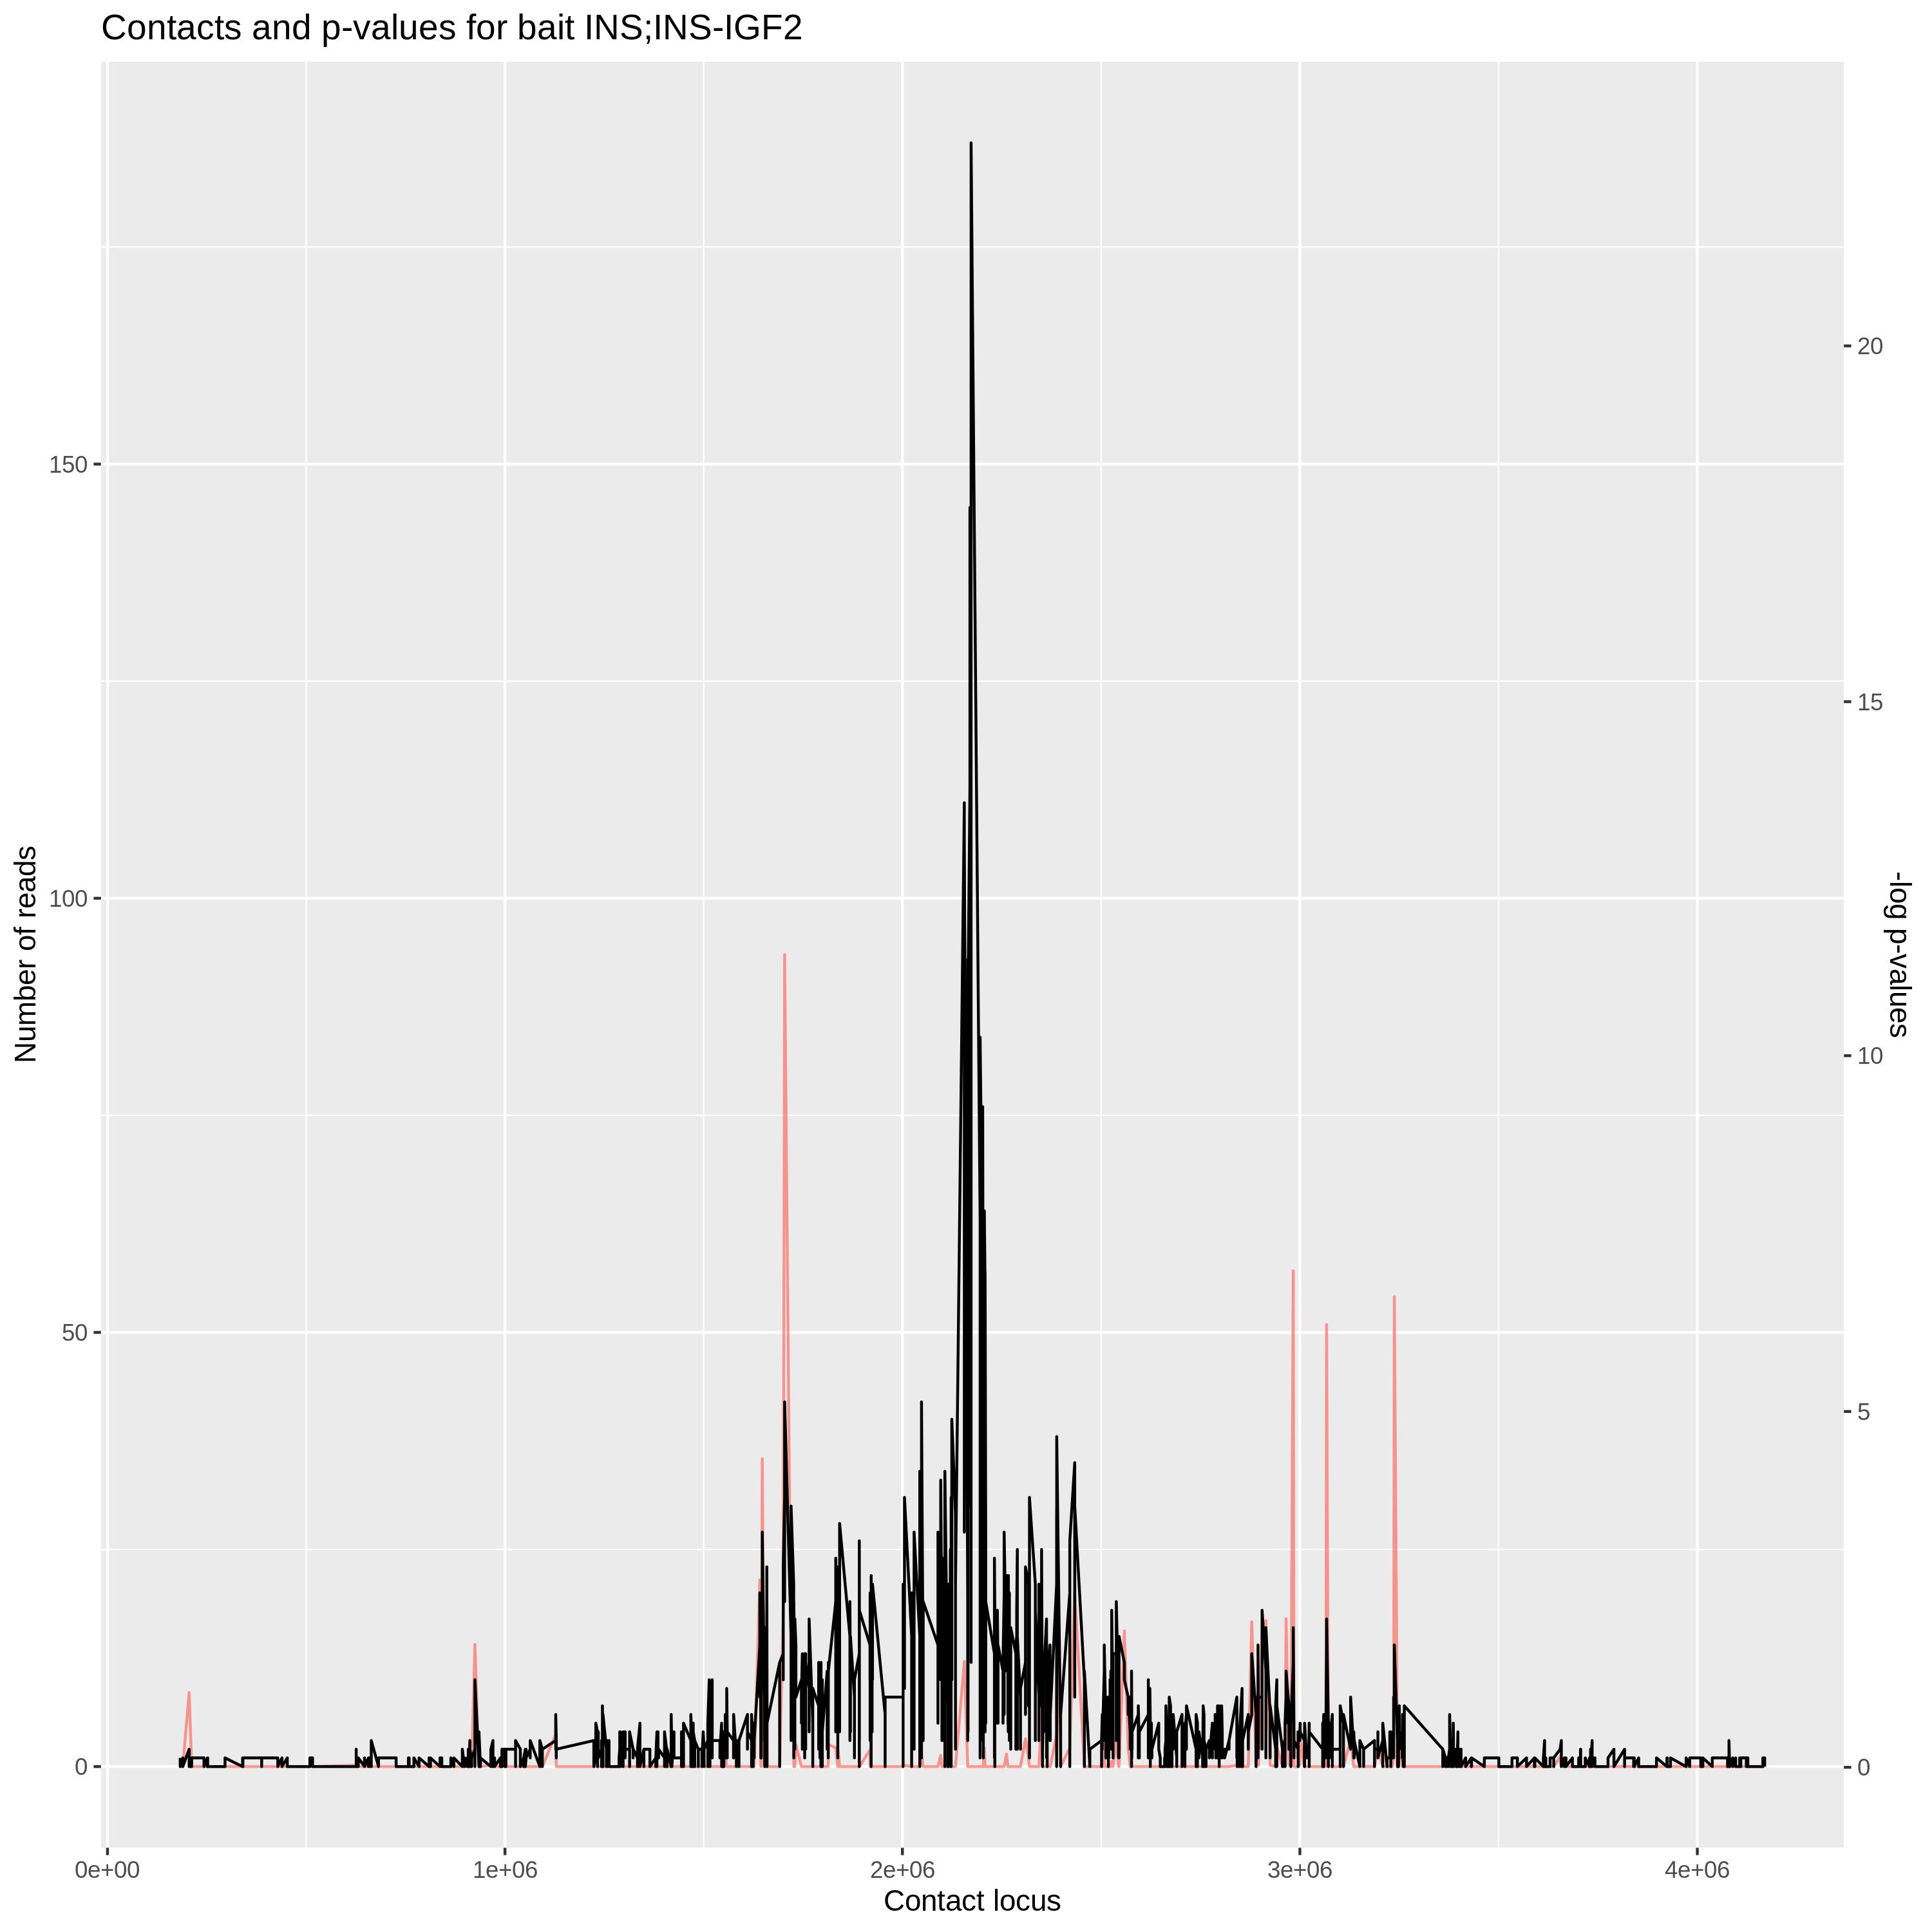 Contacts and p-values for bait INS;INS-IGF2
Number of reads
150
100
50
0
20
15
10
5
0
-log p-values
0e+00 1e+06 2e+06 3e+06 4e+06
Contact locus